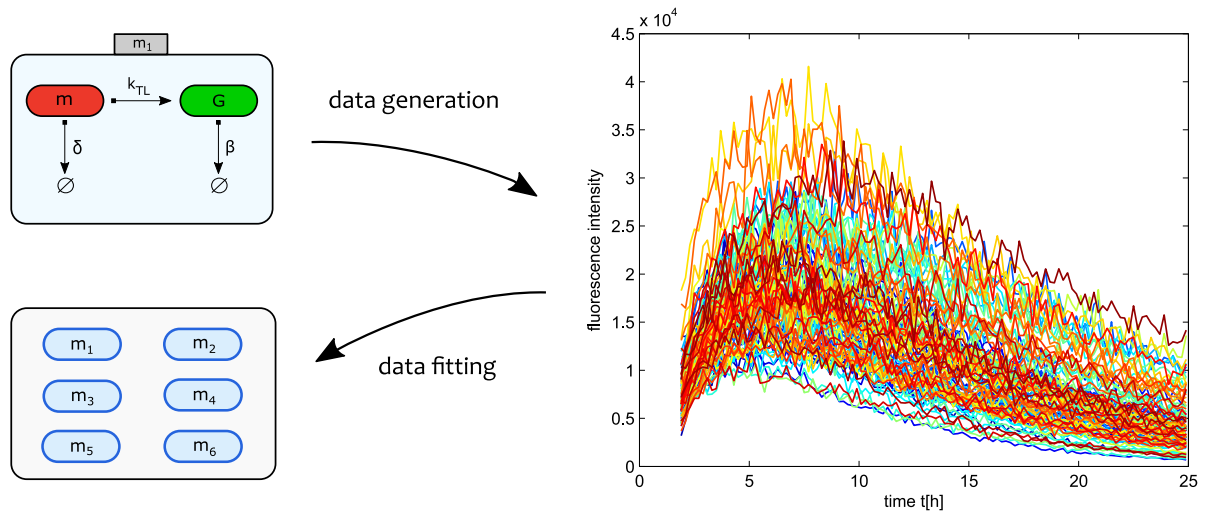 m1
m
kTL
G
δ
β
∅
∅
data generation
m1
m2
m3
m4
m5
m6
data fitting
x 10^4
4.5
4
3.5
3
2.5
2
1.5
1
0.5
0
fluorescence intensity
0
5
10
15
20
25
time t[h]